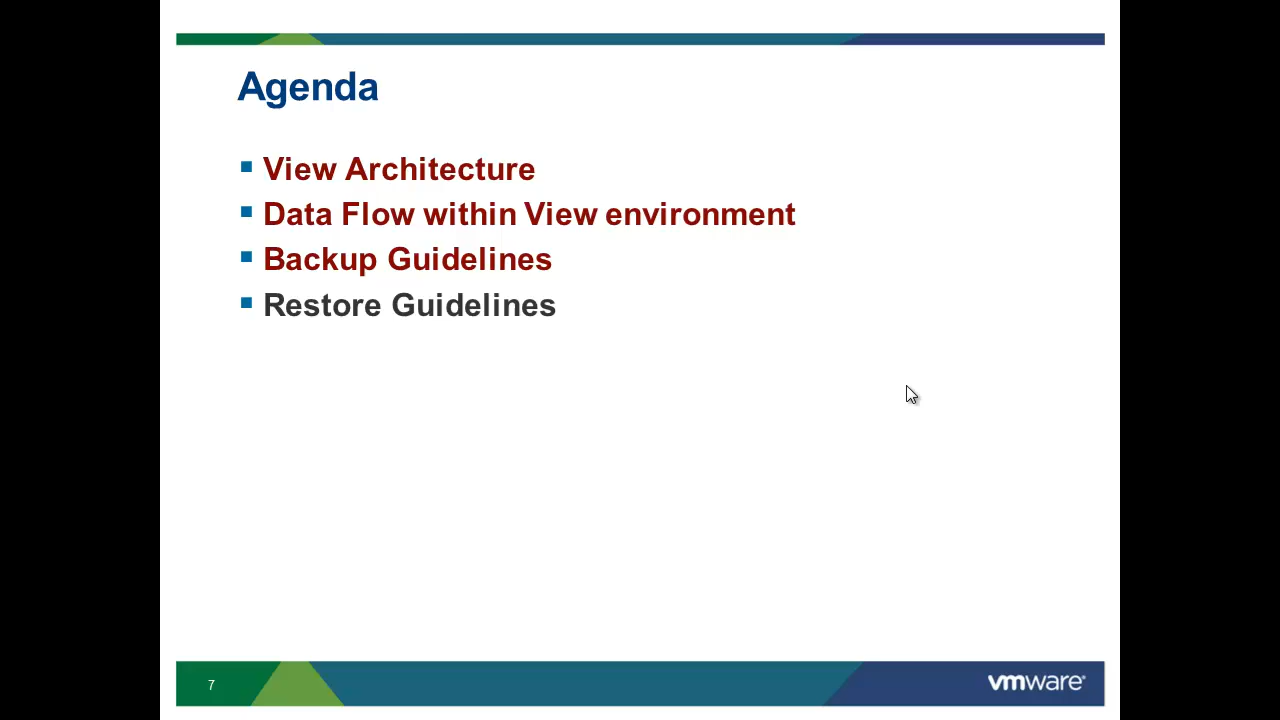 Agenda
View Architecture
Data Flow within View environment
Backup Guidelines
Restore Guidelines
7
vmware®